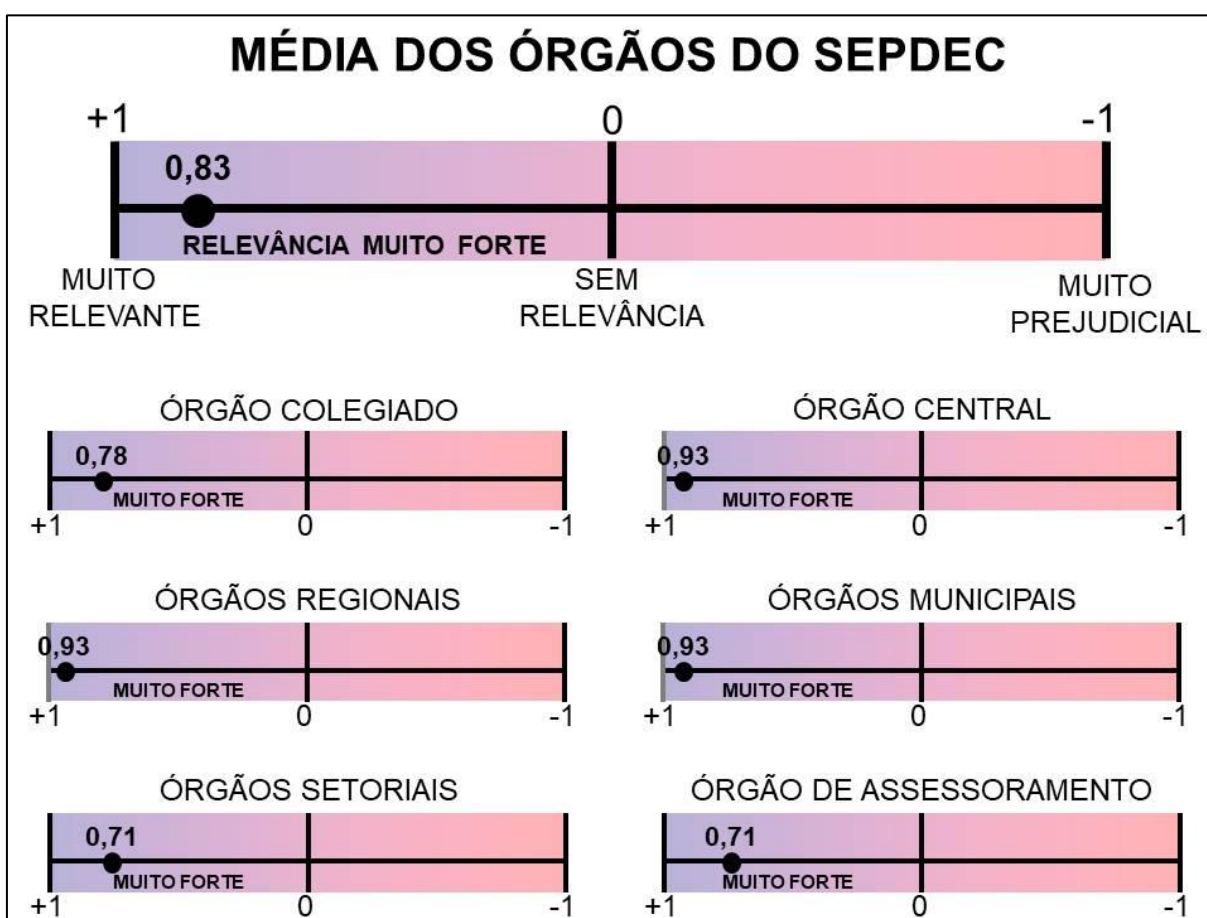 MÉDIA DOS ÓRGÃOS DO SEPDEC
+1 0 -1
0,83
RELEVÂNCIA MUITO FORTE
MUITO RELEVANTE
SEM RELEVÂNCIA
MUITO PREJUDICIAL
ÓRGÃO COLEGIADO
0,78
MUITO FORTE
+1 0 -1
ÓRGÃO CENTRAL
0,93
MUITO FORTE
+1 0 -1
ÓRGÃOS REGIONAIS
0,93
MUITO FORTE
+1 0 -1
ÓRGÃOS MUNICIPAIS
0,93
MUITO FORTE
+1 0 -1
ÓRGÃOS SETORIAIS
0,71
MUITO FORTE
+1 0 -1
ÓRGÃO DE ASSESSORAMENTO
0,71
MUITO FORTE
+1 0 -1